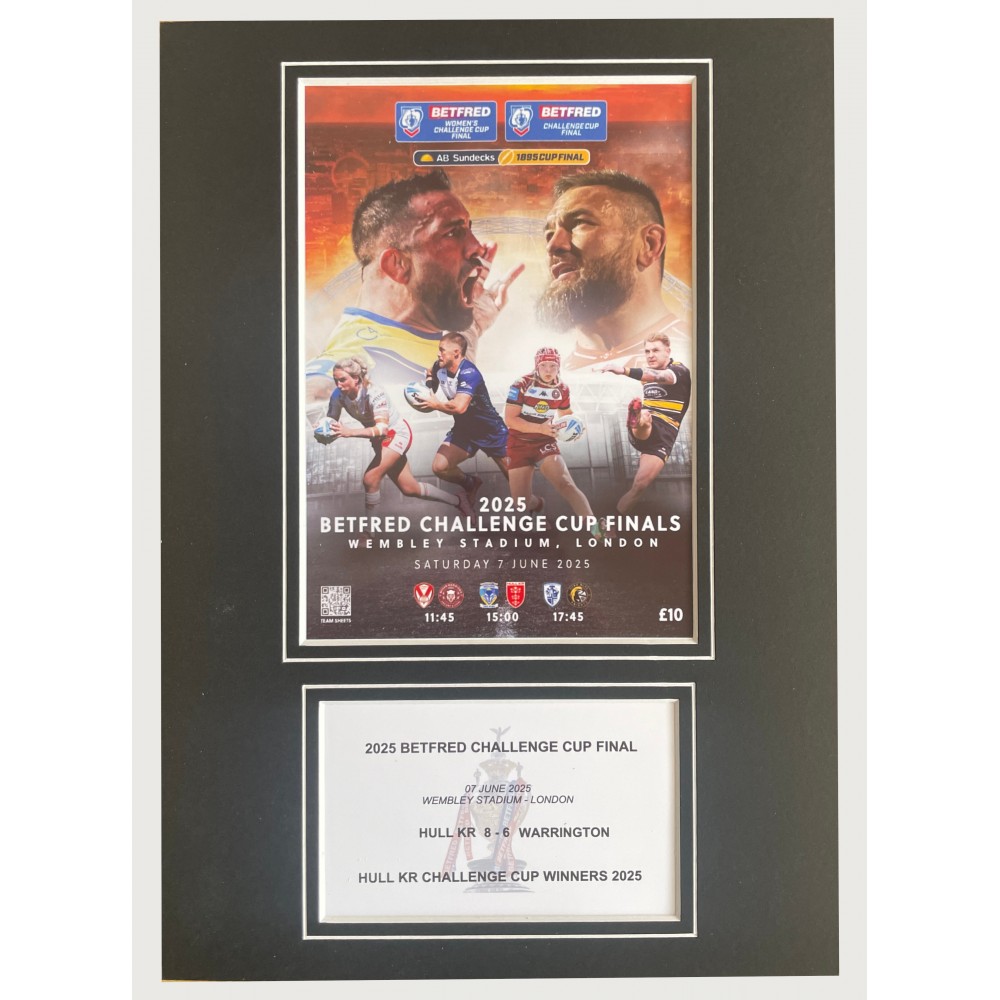 BETFRED
WOMEN'S
CHALLENGE CUP
FINAL
BETFRED
CHALLENGE CUP
FINAL
AB Sundecks 1895 CUP FINAL
2025
BETFRED CHALLENGE CUP FINALS
WEMBLEY STADIUM, LONDON
SATURDAY 7 JUNE 2025
11:45 15:00 17:45
TEAM SHEETS
£10
2025 BETFRED CHALLENGE CUP FINAL
07 JUNE 2025
WEMBLEY STADIUM - LONDON
HULL KR 8 - 6 WARRINGTON
HULL KR CHALLENGE CUP WINNERS 2025